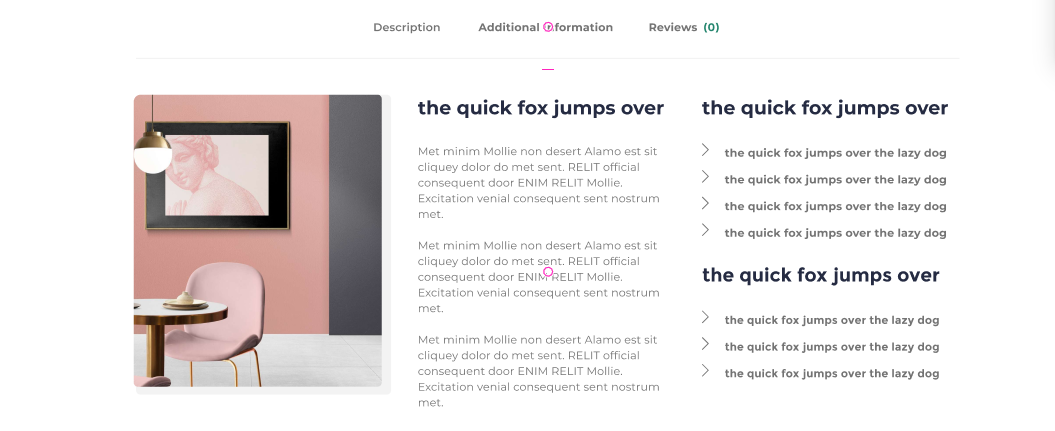 Description Additional Information Reviews (0)
the quick fox jumps over
Met minim Mollie non desert Alamo est sit
cliquey dolor do met sent. RELIT official
consequent door ENIM RELIT Mollie.
Excitation venial consequent sent nostrum
met.
Met minim Mollie non desert Alamo est sit
cliquey dolor do met sent. RELIT official
consequent door ENIM RELIT Mollie.
Excitation venial consequent sent nostrum
met.
Met minim Mollie non desert Alamo est sit
cliquey dolor do met sent. RELIT official
consequent door ENIM RELIT Mollie.
Excitation venial consequent sent nostrum
met.
the quick fox jumps over
the quick fox jumps over the lazy dog
the quick fox jumps over the lazy dog
the quick fox jumps over the lazy dog
the quick fox jumps over the lazy dog
the quick fox jumps over
the quick fox jumps over the lazy dog
the quick fox jumps over the lazy dog
the quick fox jumps over the lazy dog